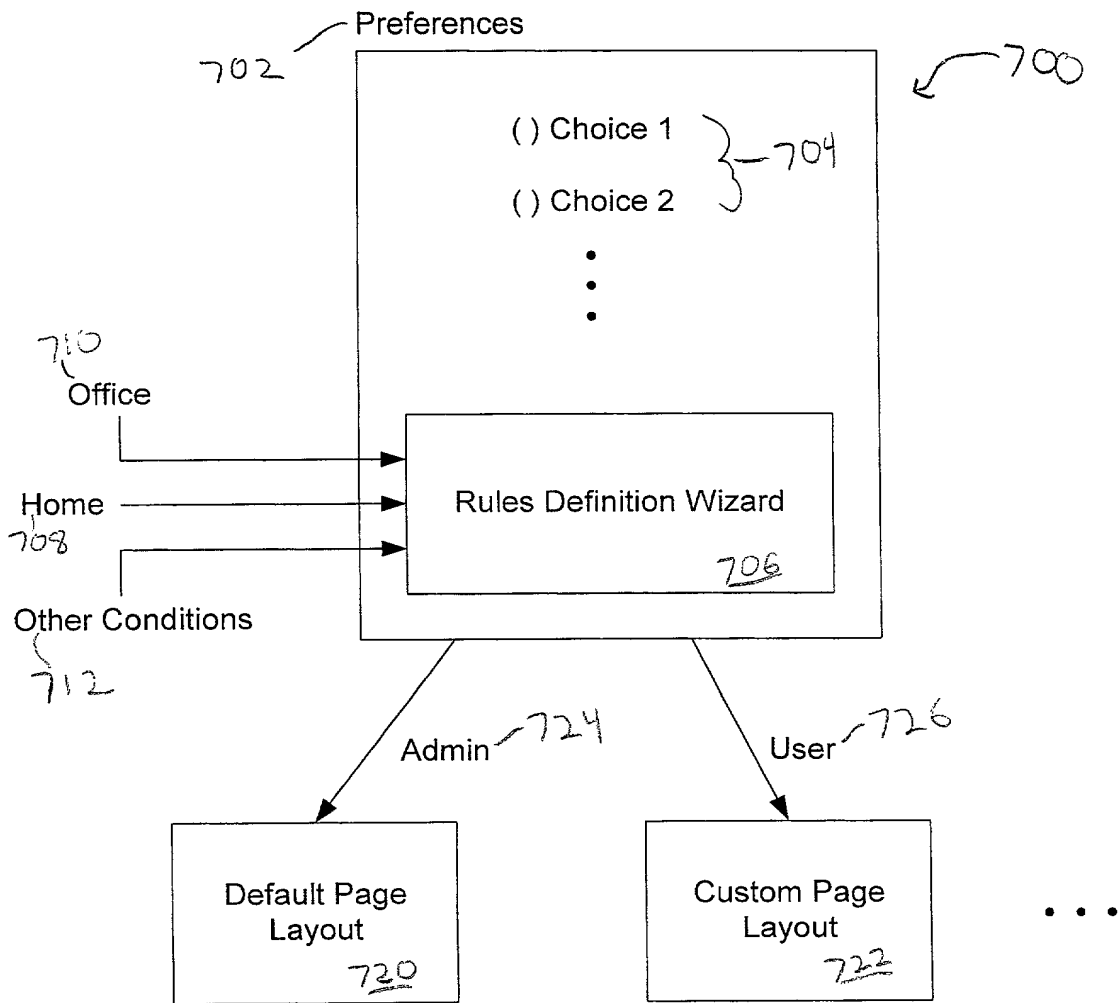 Preferences
702
700
( ) Choice 1
704
( ) Choice 2
710
Office
Home
708
Rules Definition Wizard
706
Other Conditions
712
Admin 724
User 726
Default Page
Layout
720
Custom Page
Layout
722